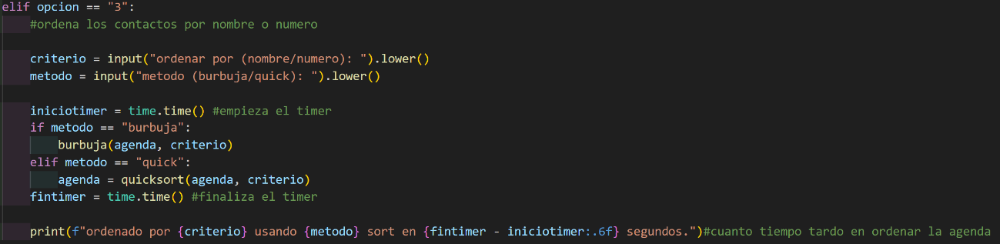 elif opcion == "3":
    #ordena los contactos por nombre o numero
    criterio = input("ordenar por (nombre/numero): ").lower()
    metodo = input("metodo (burbuja/quick): ").lower()
    iniciotimer = time.time() #empieza el timer
    if metodo == "burbuja":
        burbuja(agenda, criterio)
    elif metodo == "quick":
        agenda = quicksort(agenda, criterio)
    fintimer = time.time() #finaliza el timer
    print(f"ordenado por {criterio} usando {metodo} sort en {fintimer - iniciotimer:.6f} segundos.")#cuanto tiempo tardo en ordenar la agenda